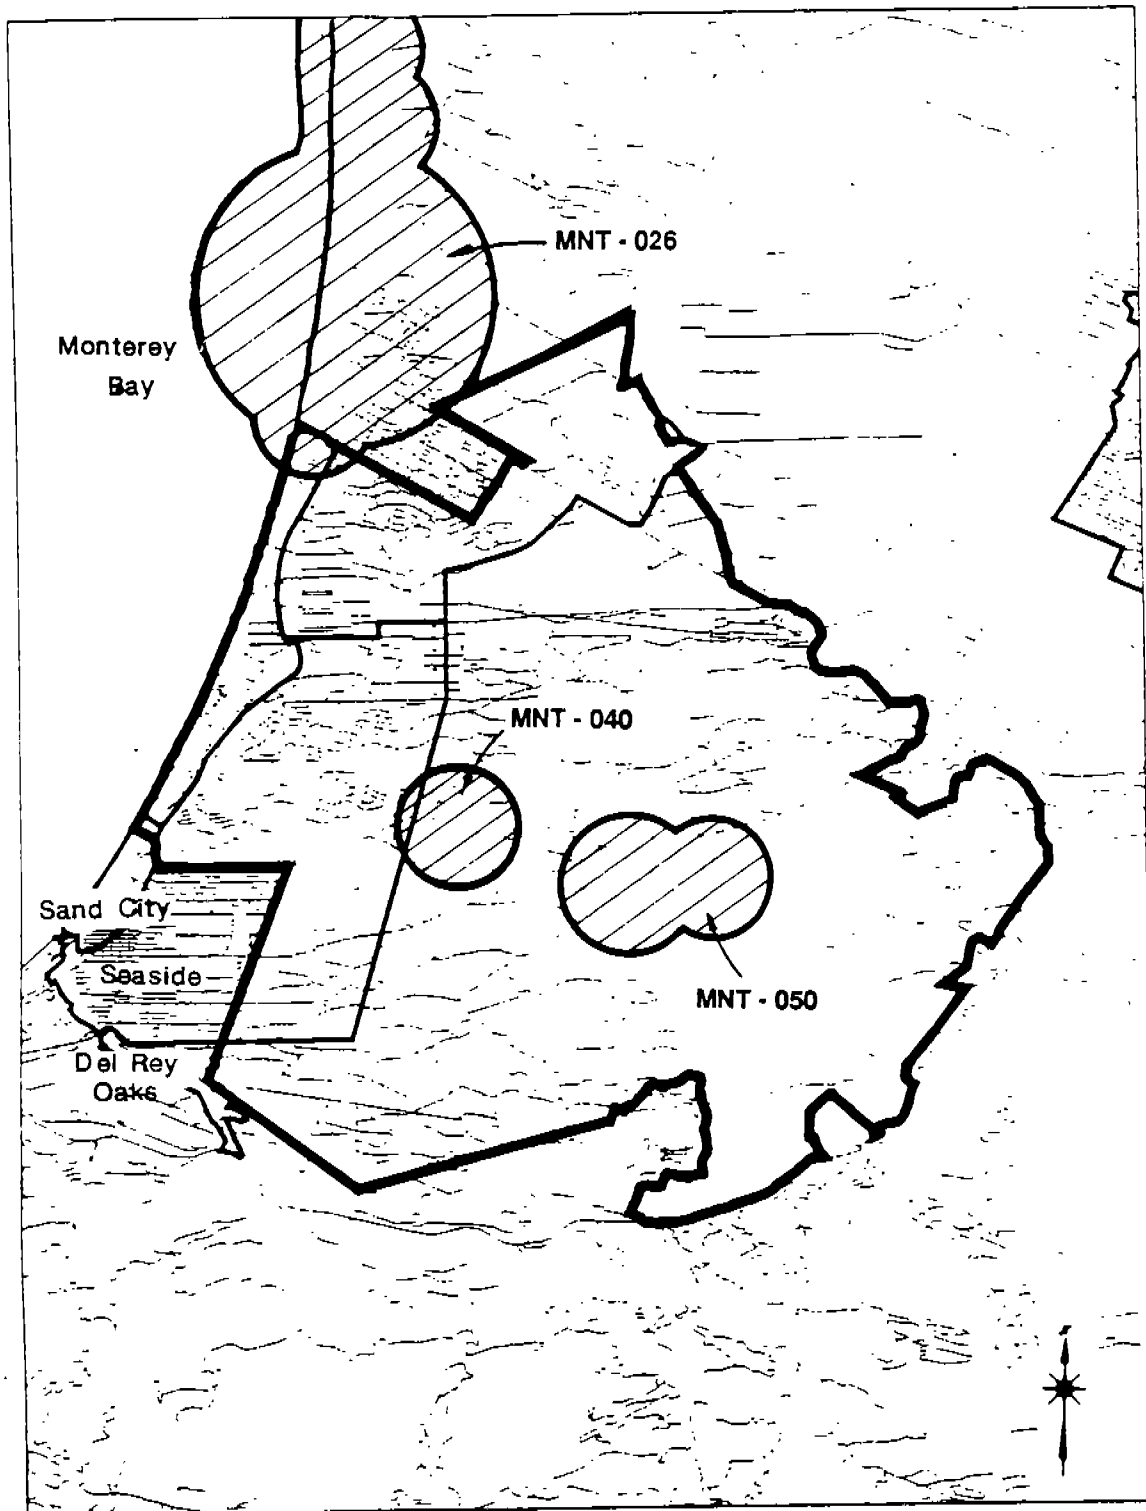 MNT - 026
Monterey
Bay
MNT - 040
Sand City
Seaside
MNT - 050
Del Rey
Oaks